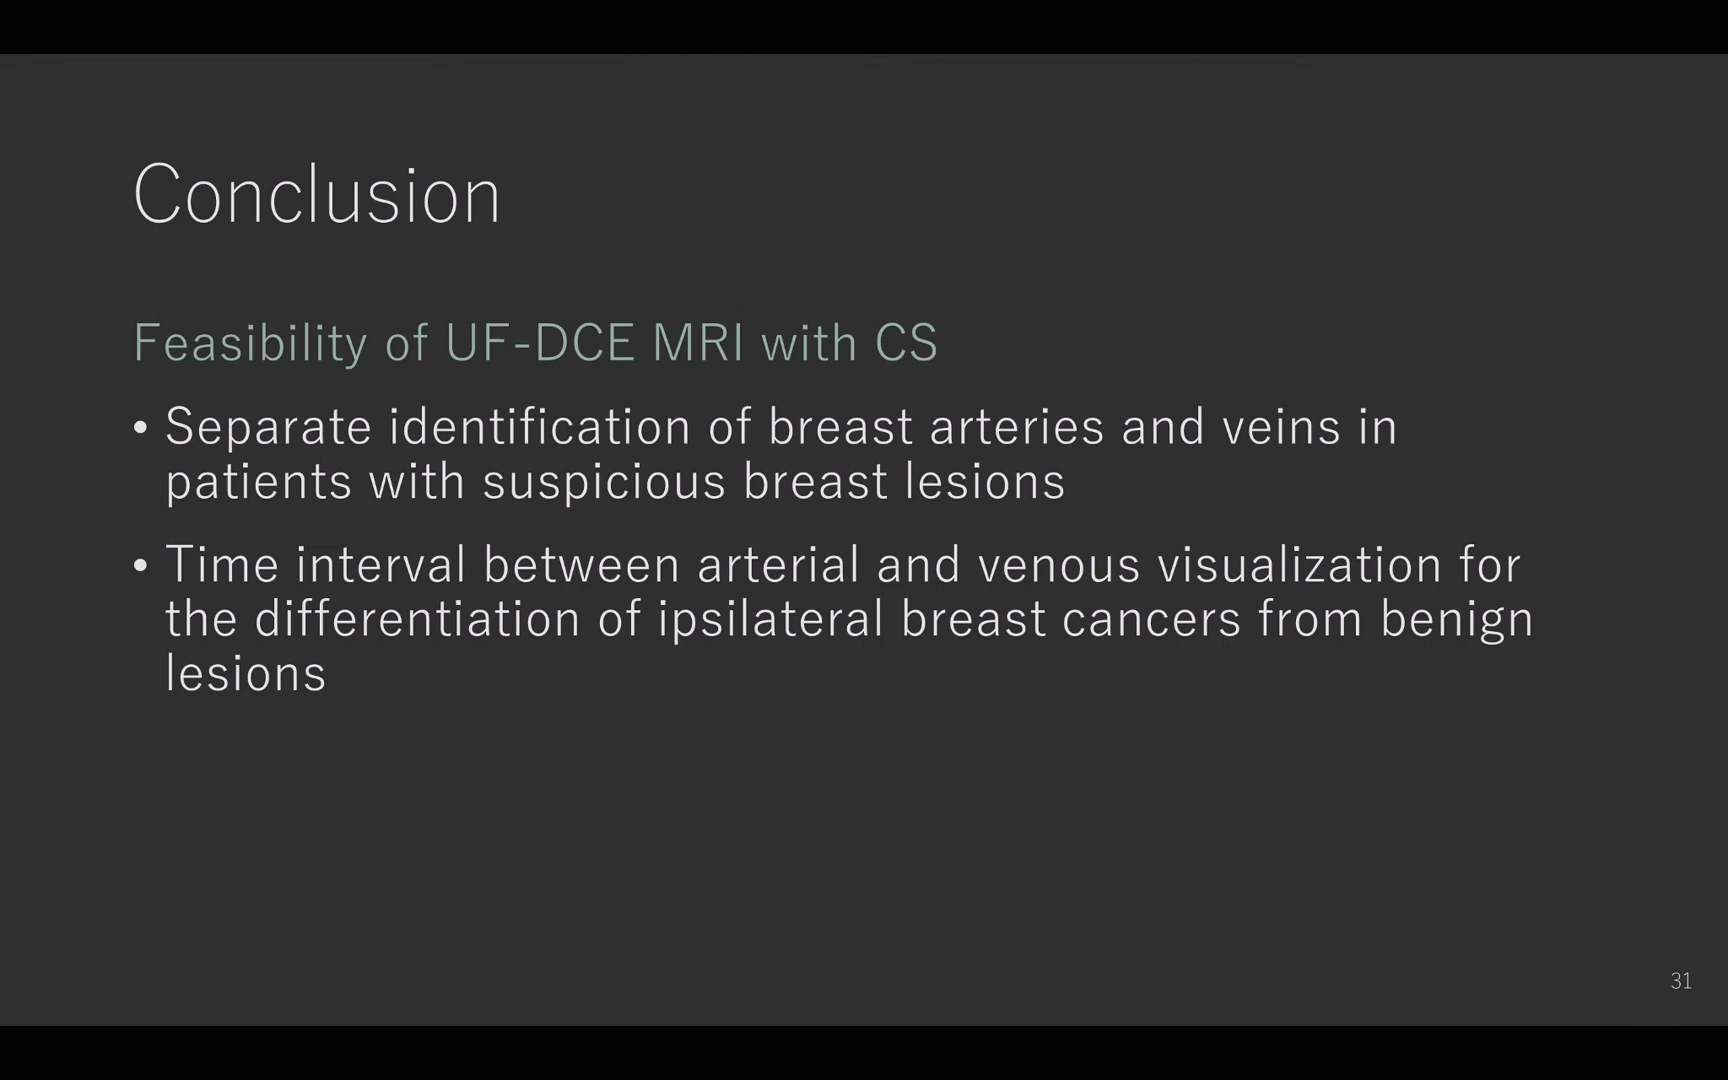 Conclusion
Feasibility of UF-DCE MRI with CS
• Separate identification of breast arteries and veins in
patients with suspicious breast lesions
• Time interval between arterial and venous visualization for
the differentiation of ipsilateral breast cancers from benign
lesions
31